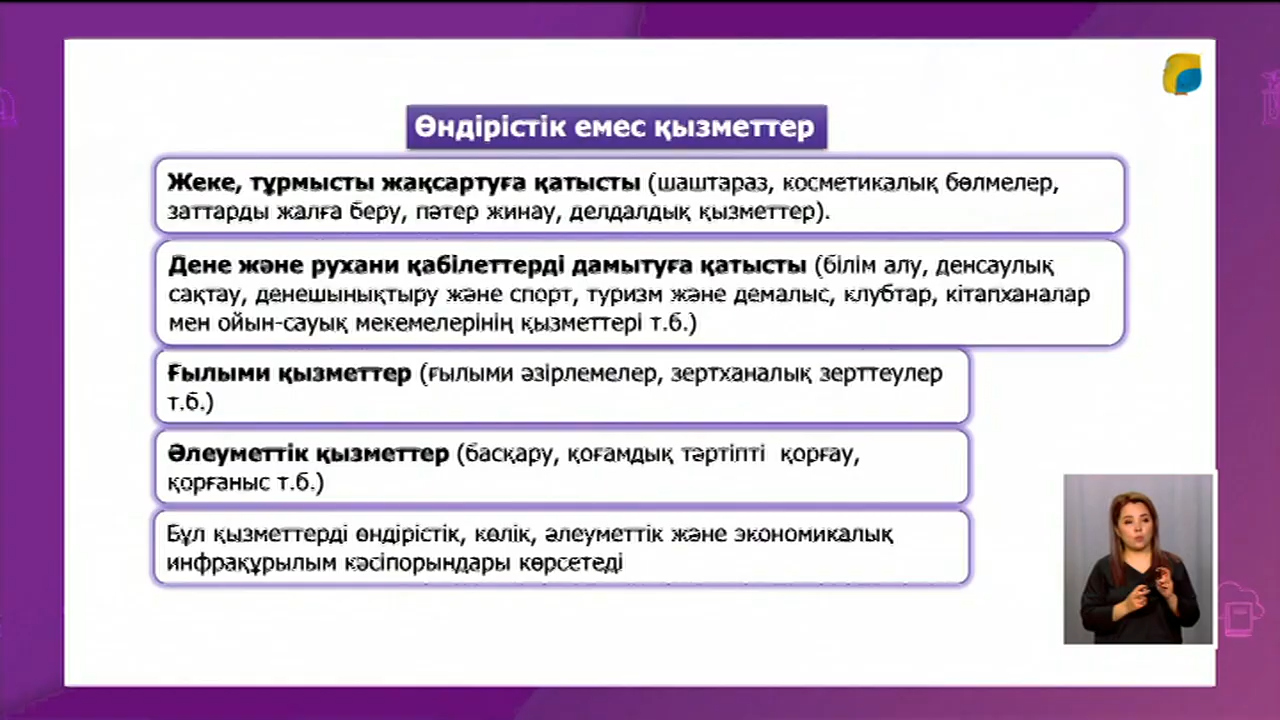 Өндірістік емес қызметтер
Жеке, тұрмысты жақсартуға қатысты (шаштараз, косметикалық бөлмелер,
заттарды жалға беру, пәтер жинау, делдалдық қызметтер).
Дене және рухани қабілеттерді дамытуға қатысты (білім алу, денсаулық
сақтау, денешынықтыру және спорт, туризм және демалыс, клубтар, кітапханалар
мен ойын-сауық мекемелерінің қызметтері т.б.)
Ғылыми қызметтер (ғылыми әзірлемелер, зертханалық зерттеулер
т.б.)
Әлеуметтік қызметтер (басқару, қоғамдық тәртіпті  қорғау,
қорғаныс т.б.)
Бұл қызметтерді өндірістік, көлік, әлеуметтік және экономикалық
инфрақұрылым кәсіпорындары көрсетеді